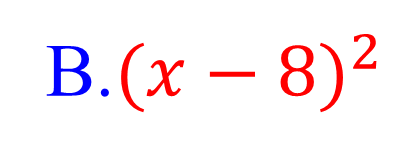 B.(x − 8)²